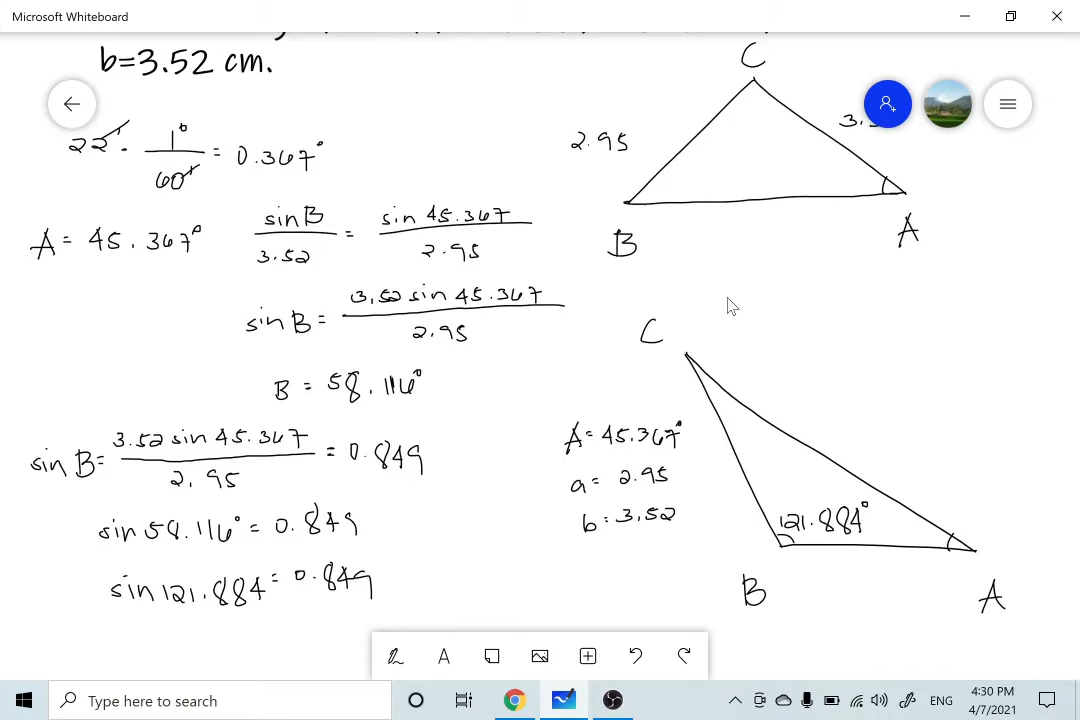 Microsoft Whiteboard
b=3.52 cm.
22' · 1° / 60' = 0.367°
A = 45.367°
sin B / 3.52 = sin 45.367 / 2.95
sin B = 3.52 sin 45.367 / 2.95
B = 58.116°
sin B = 3.52 sin 45.367 / 2.95 = 0.849
sin 58.116° = 0.849
sin 121.884 = 0.849
C
2.95
B
A
C
A = 45.367°
a = 2.95
b = 3.52
121.884°
B
A
A
Type here to search
ENG
4:30 PM
4/7/2021